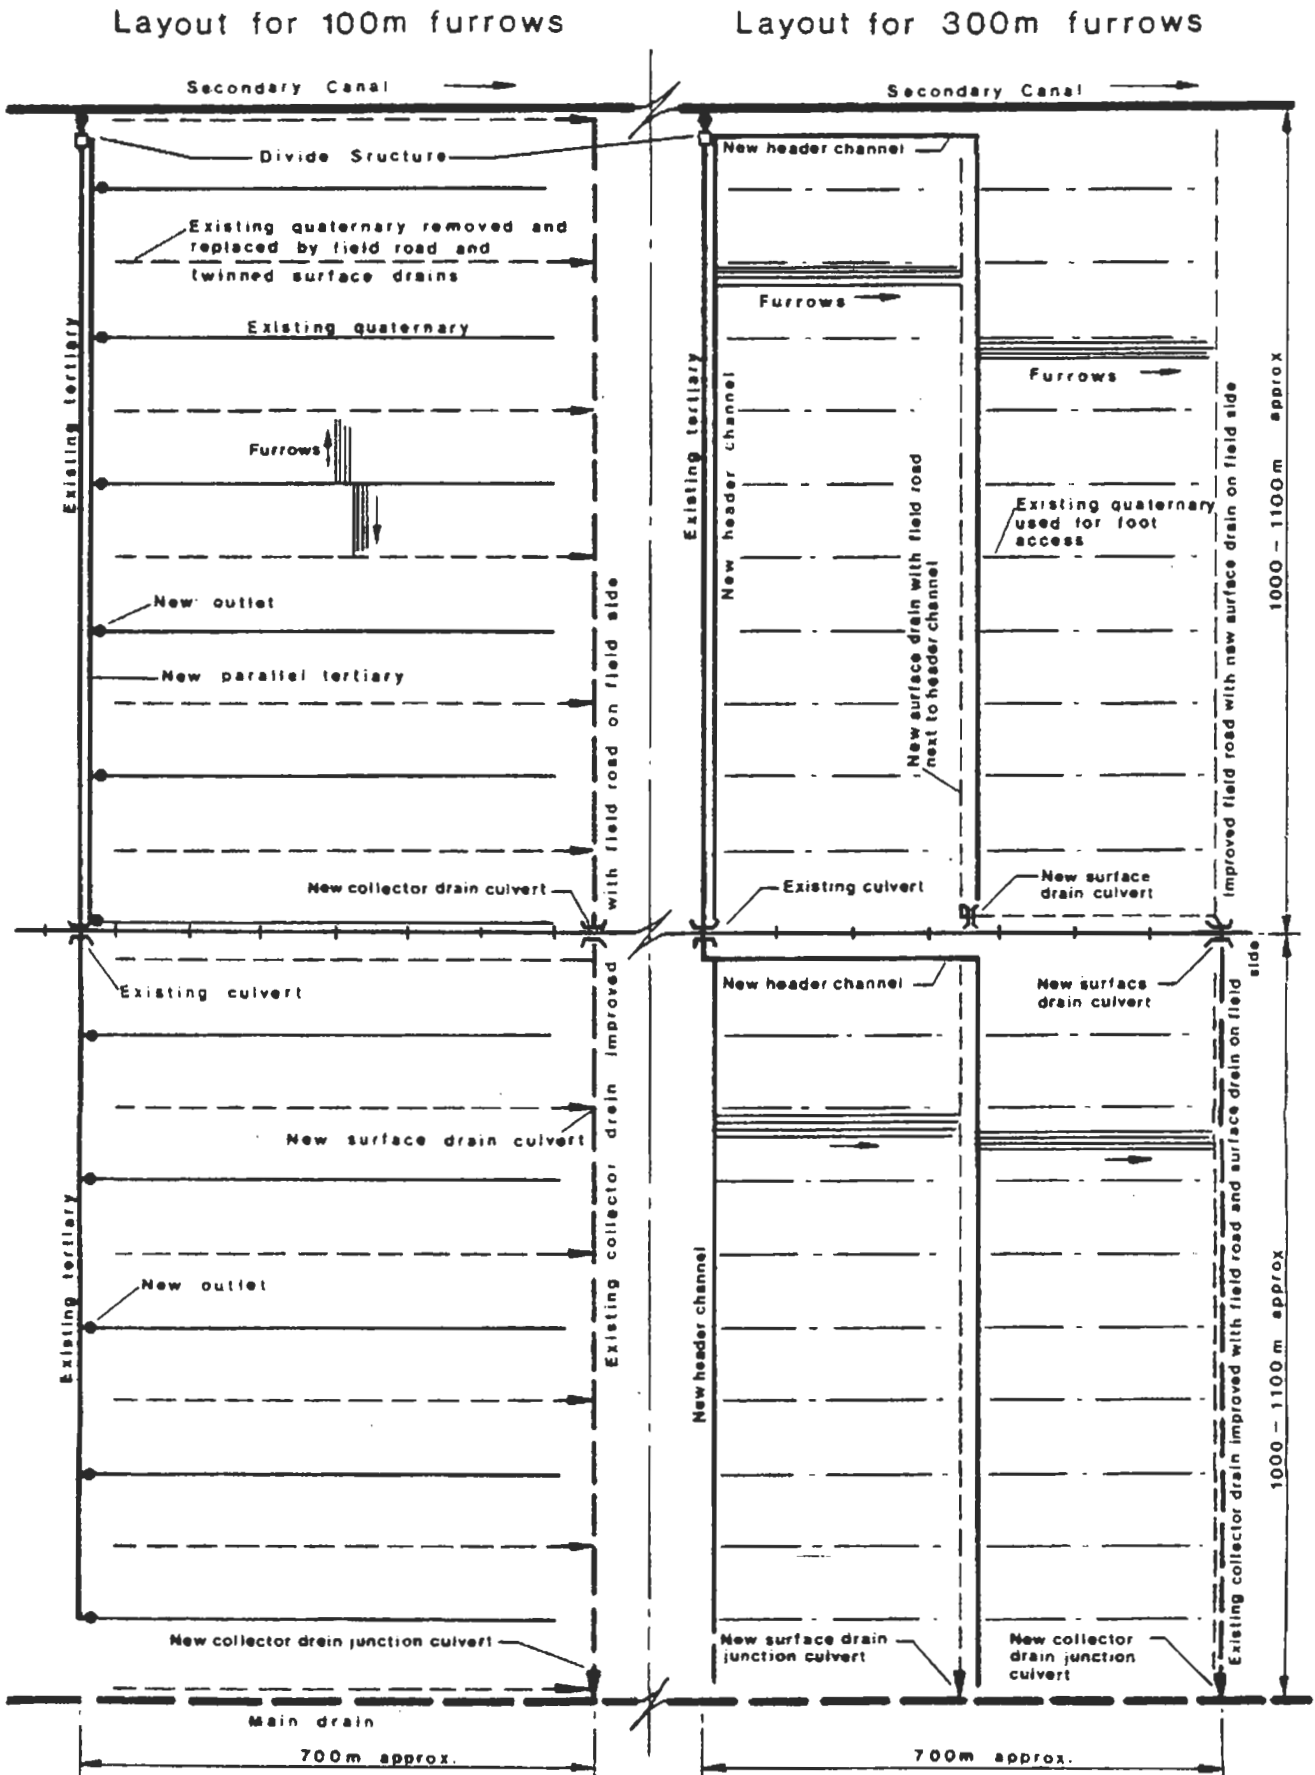 Layout for 100m furrows
Layout for 300m furrows
Secondary Canal
Secondary Canal
Divide Sructure
New header channel
Existing quaternary removed and
replaced by field road and
twinned surface drains
Furrows
Existing quaternary
Furrows
Existing tertiary
Existing tertiary
New header channel
Furrows
Existing quaternary
used for foot
access
New surface drain with field road
next to header channel
Improved field road with new surface drain on field side
1000 – 1100m approx
New outlet
New parallel tertiary
New collector drain culvert
Existing culvert
New surface
drain culvert
Existing culvert
New header channel
New surfacs
drain culvert
Existing collector drain improved with field road on field side
New surface drain culvert
Existing tertiary
New outlet
New header channel
Existing collector drain improved with field road and surface drain on field side
1000 – 1100m approx
New collector drein junction culvert
New surface drain
junction culvert
New collector
drain junction
culvert
Main drain
700m approx.
700m approx.